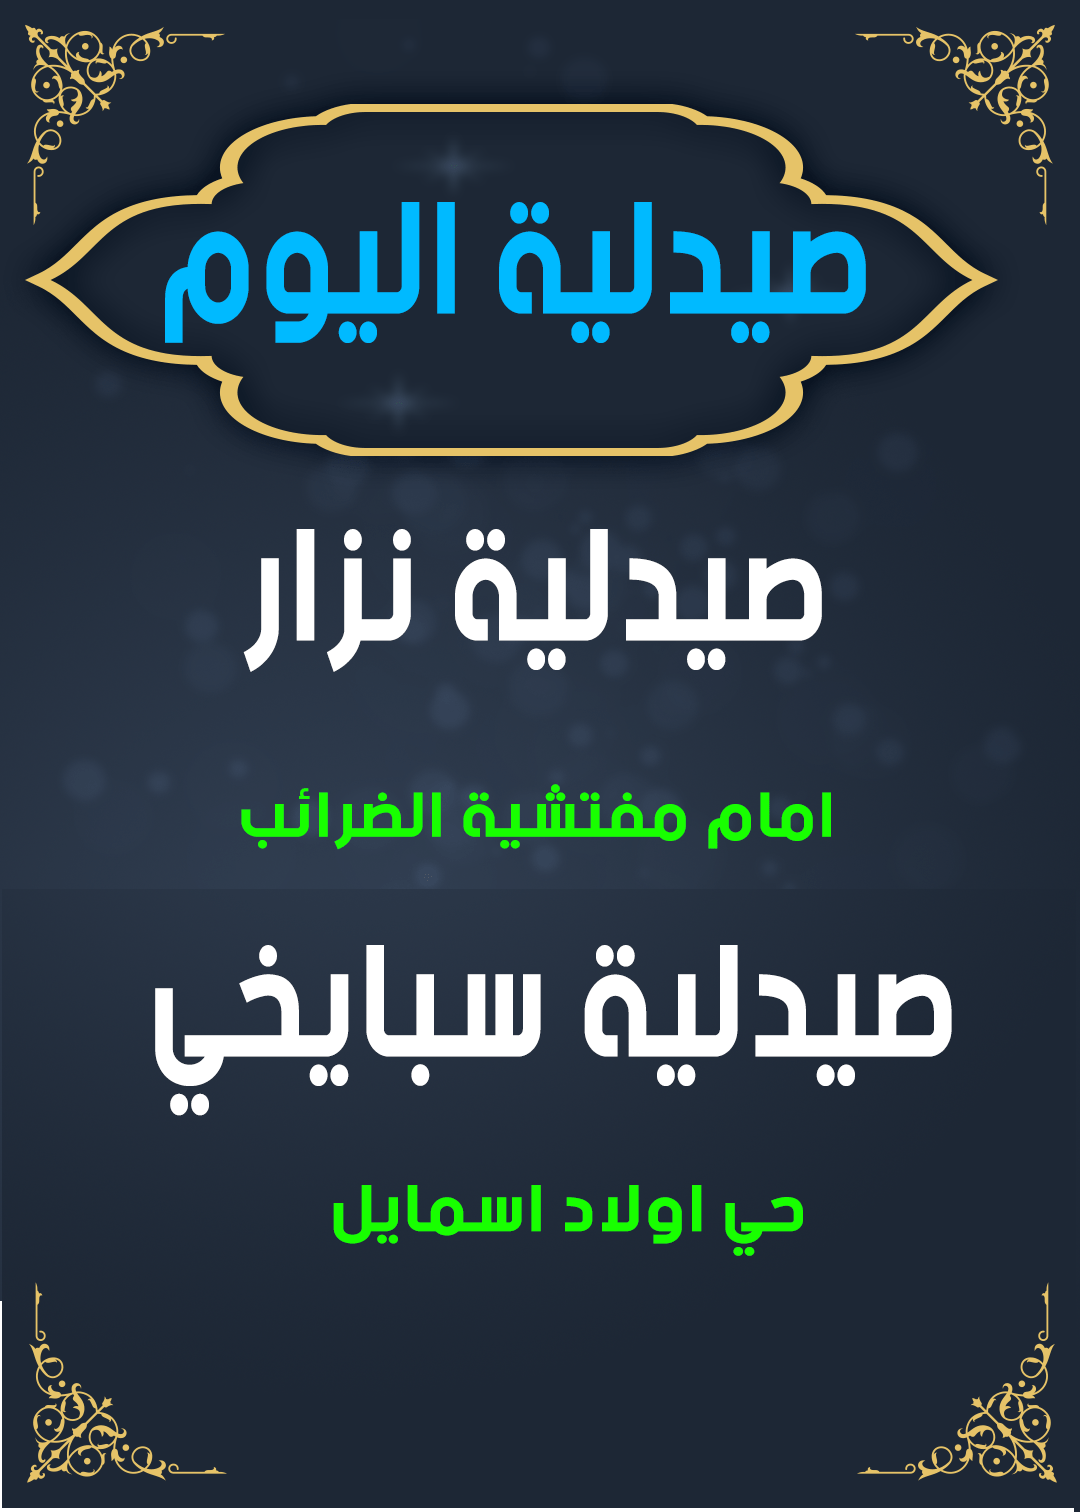 صيدلية اليوم
صيدلية نزار
امام مفتشية الضرائب
صيدلية سبايخي
حي اولاد اسمايل